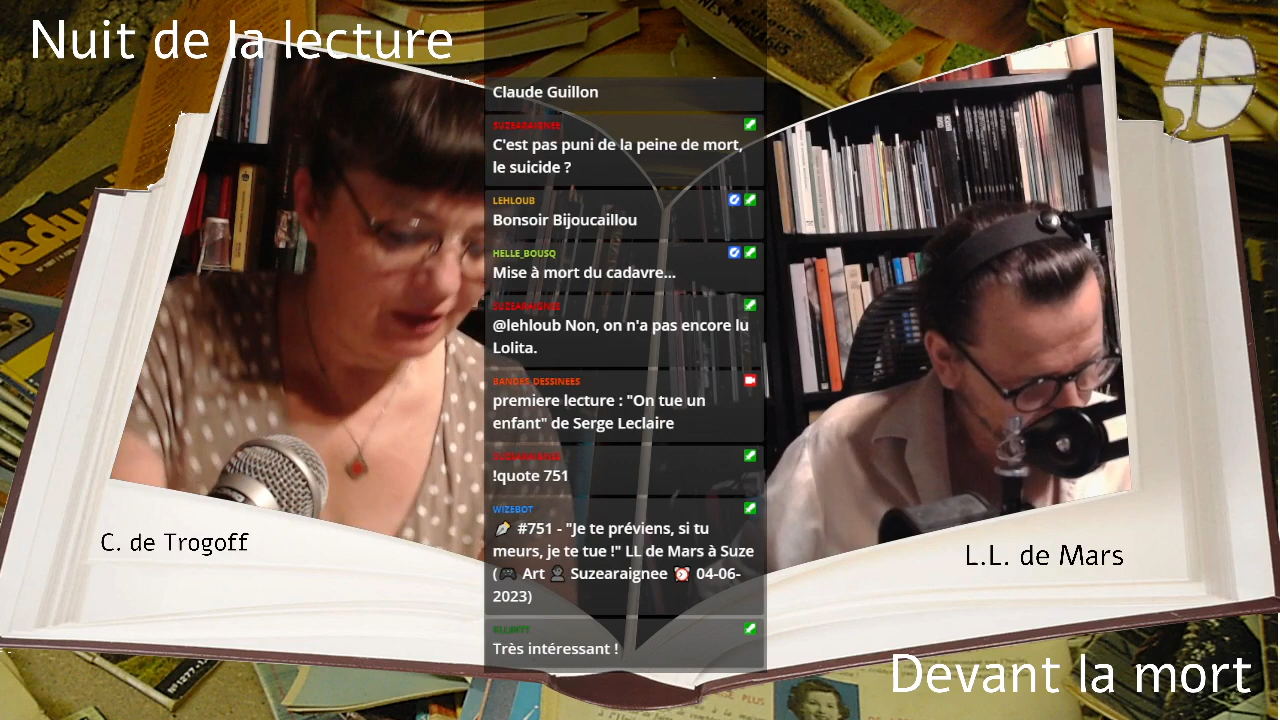 Nuit de la lecture
Claude Guillon
SUZEARAIGNEE
C'est pas puni de la peine de mort,
le suicide ?
LEHLOUB
Bonsoir Bijoucaillou
HELLE_BOUSQ
Mise à mort du cadavre...
SUZEARAIGNEE
@lehloub Non, on n'a pas encore lu
Lolita.
BANDES_DESSINEES
premiere lecture : "On tue un
enfant" de Serge Leclaire
SUZEARAIGNEE
!quote 751
WIZEBOT
#751 - "Je te préviens, si tu
meurs, je te tue !" LL de Mars à Suze
( Art Suzearaignee 04-06-
2023)
Très intéressant !
C. de Trogoff
L.L. de Mars
Devant la mort
N°1277
PLUS